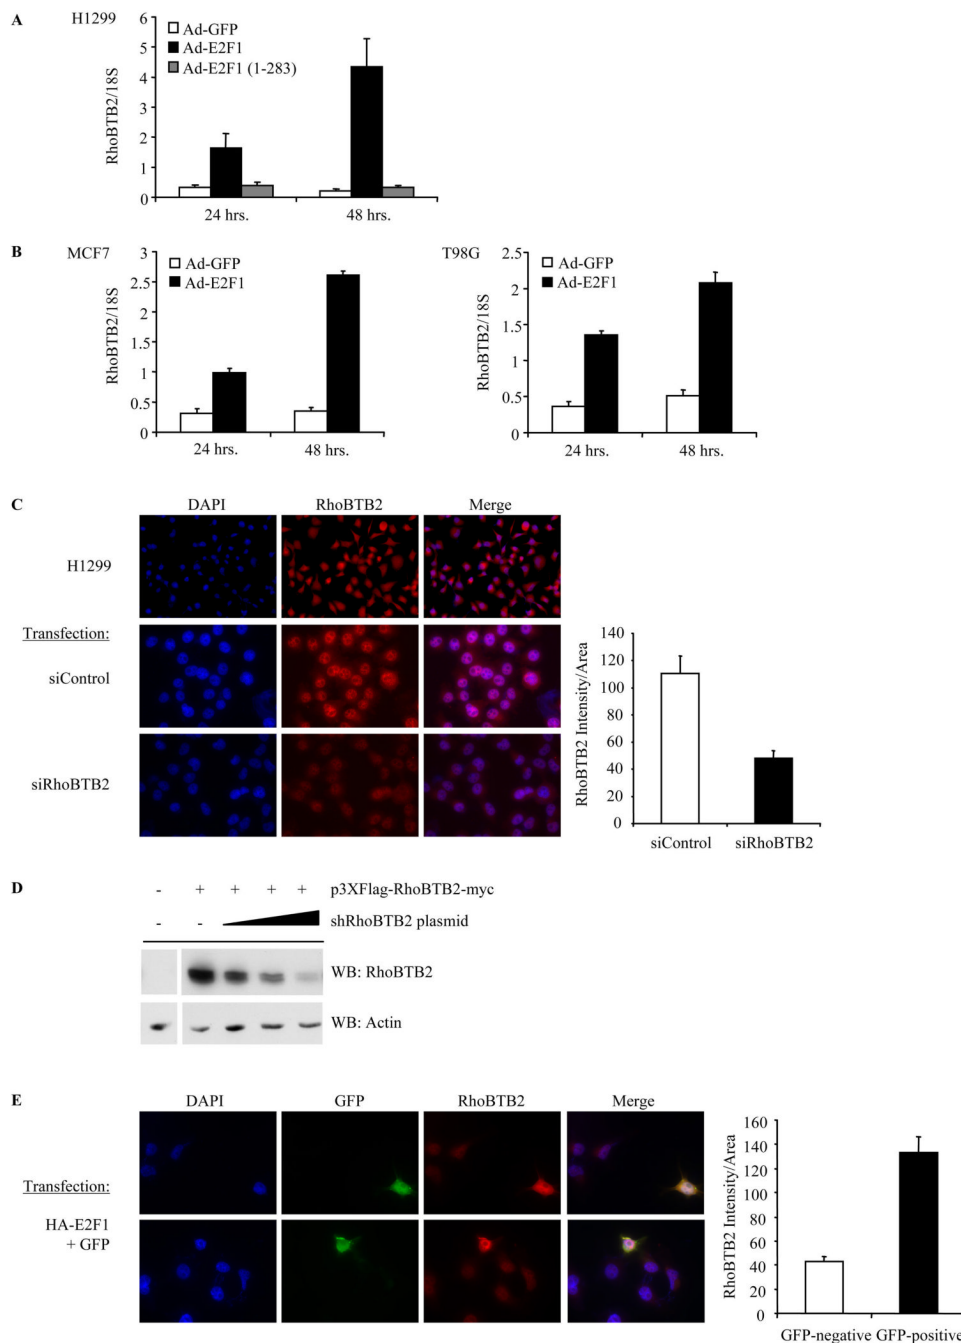 A H1299
Ad-GFP
Ad-E2F1
Ad-E2F1 (1-283)
RhoBTB2/18S
6
5
4
3
2
1
0
24 hrs. 48 hrs.
B MCF7
Ad-GFP
Ad-E2F1
RhoBTB2/18S
3
2.5
2
1.5
1
0.5
0
24 hrs. 48 hrs.
T98G
Ad-GFP
Ad-E2F1
RhoBTB2/18S
2.5
2
1.5
1
0.5
0
24 hrs. 48 hrs.
C DAPI RhoBTB2 Merge
H1299
Transfection:
siControl
siRhoBTB2
RhoBTB2 Intensity/Area
140
120
100
80
60
40
20
0
siControl siRhoBTB2
D - + + + + p3XFlag-RhoBTB2-myc
- - shRhoBTB2 plasmid
WB: RhoBTB2
WB: Actin
E DAPI GFP RhoBTB2 Merge
Transfection:
HA-E2F1
+ GFP
RhoBTB2 Intensity/Area
160
140
120
100
80
60
40
20
0
GFP-negative GFP-positive